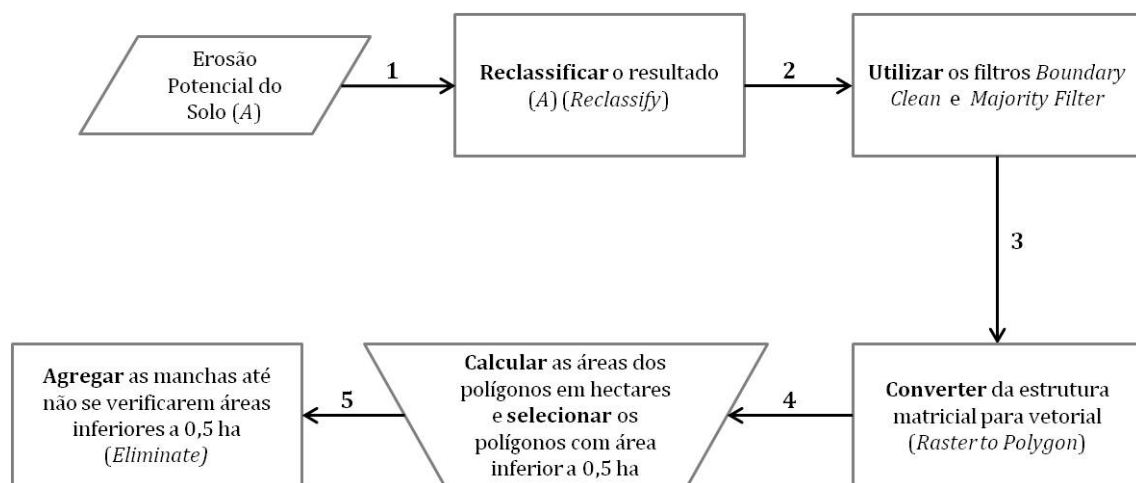 Erosão
Potencial do
Solo (A)
1
Reclassificar o resultado
(A) (Reclassify)
2
Utilizar os filtros Boundary
Clean e Majority Filter
3
Converter da estrutura
matricial para vetorial
(Raster to Polygon)
4
Calcular as áreas dos
polígonos em hectares
e selecionar os
polígonos com área
inferior a 0,5 ha
5
Agregar as manchas até
não se verificarem áreas
inferiores a 0,5 ha
(Eliminate)